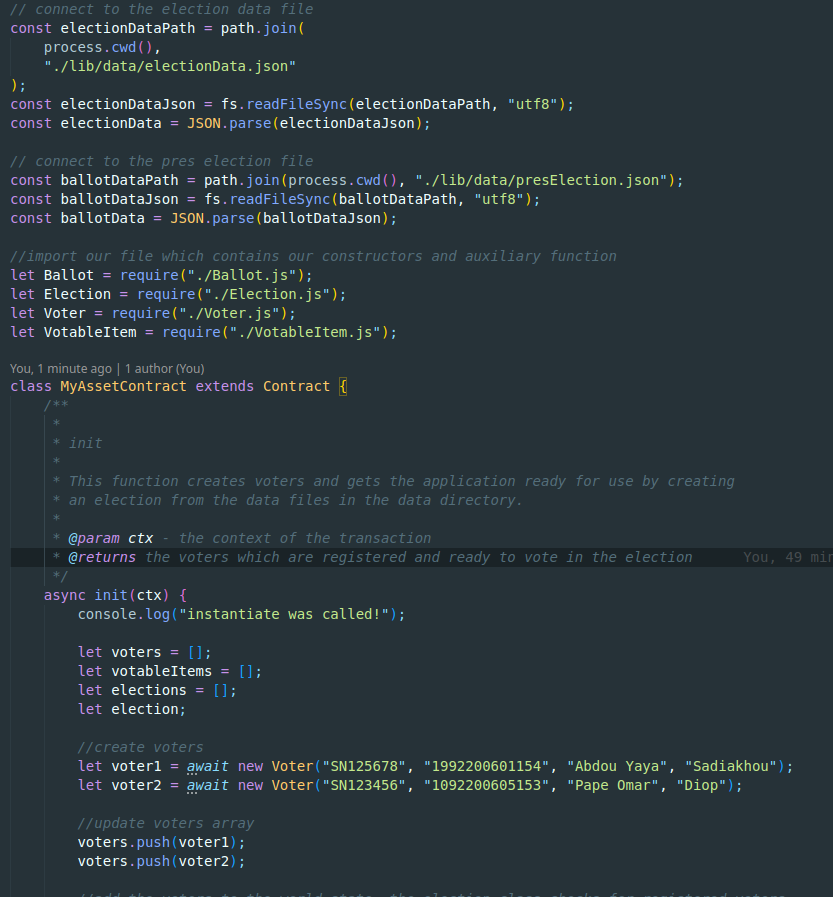 // connect to the election data file
const electionDataPath = path.join(
    process.cwd(),
    "./lib/data/electionData.json"
);
const electionDataJson = fs.readFileSync(electionDataPath, "utf8");
const electionData = JSON.parse(electionDataJson);

// connect to the pres election file
const ballotDataPath = path.join(process.cwd(), "./lib/data/presElection.json");
const ballotDataJson = fs.readFileSync(ballotDataPath, "utf8");
const ballotData = JSON.parse(ballotDataJson);

//import our file which contains our constructors and auxiliary function
let Ballot = require("./Ballot.js");
let Election = require("./Election.js");
let Voter = require("./Voter.js");
let VotableItem = require("./VotableItem.js");

You, 1 minute ago | 1 author (You)
class MyAssetContract extends Contract {
    /**
     *
     * init
     *
     * This function creates voters and gets the application ready for use by creating
     * an election from the data files in the data directory.
     *
     * @param ctx - the context of the transaction
     * @returns the voters which are registered and ready to vote in the election You, 49 min
     */
    async init(ctx) {
        console.log("instantiate was called!");

        let voters = [];
        let votableItems = [];
        let elections = [];
        let election;

        //create voters
        let voter1 = await new Voter("SN125678", "1992200601154", "Abdou Yaya", "Sadiakhou");
        let voter2 = await new Voter("SN123456", "1092200605153", "Pape Omar", "Diop");

        //update voters array
        voters.push(voter1);
        voters.push(voter2);